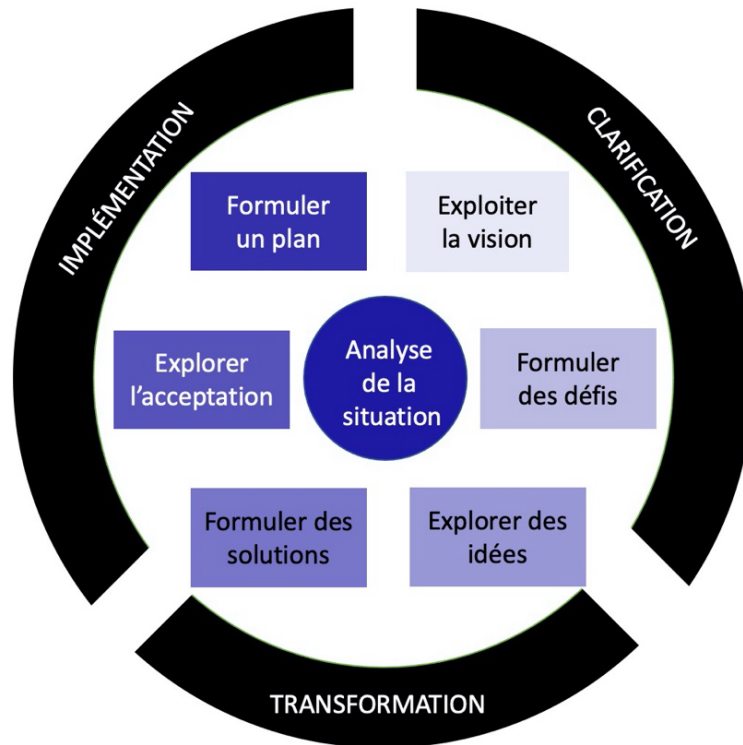 IMPLÉMENTATION
CLARIFICATION
Formuler
un plan
Exploiter
la vision
Explorer
l’acceptation
Analyse
de la
situation
Formuler
des défis
Formuler des
solutions
Explorer des
idées
TRANSFORMATION